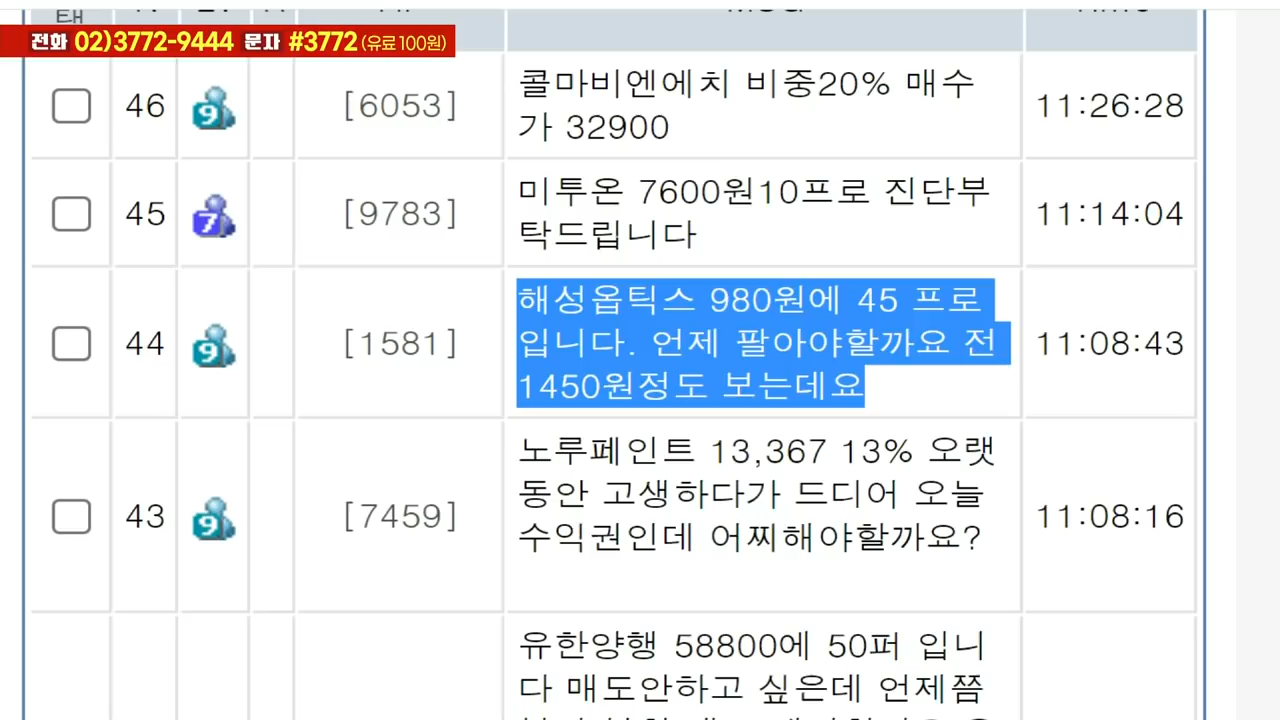 태
전화 02)3772-9444 문자 #3772 (유료100원)
46
9
[6053]
콜마비엔에치 비중20% 매수
가 32900
11:26:28
45
7
[9783]
미투온 7600원10프로 진단부
탁드립니다
11:14:04
44
9
[1581]
해성옵틱스 980원에 45 프로
입니다. 언제 팔아야할까요 전
1450원정도 보는데요
11:08:43
43
9
[7459]
노루페인트 13,367 13% 오랫
동안 고생하다가 드디어 오늘
수익권인데 어찌해야할까요?
11:08:16
유한양행 58800에 50퍼 입니
다 매도안하고 싶은데 언제쯤